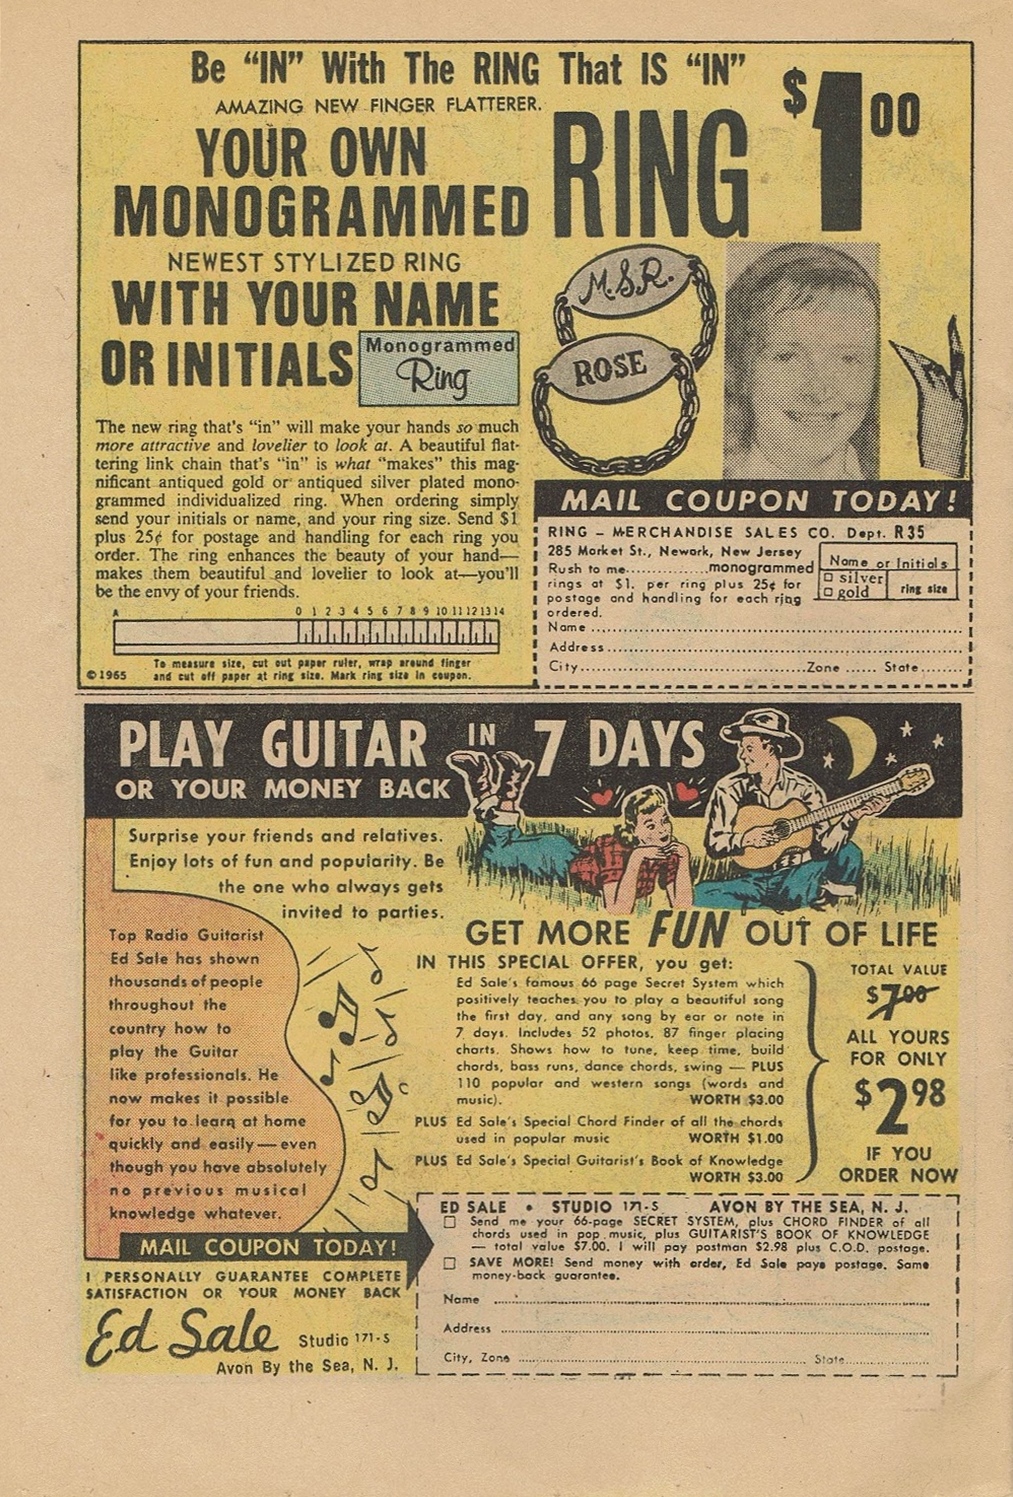 Be "IN" With The RING That IS "IN"
AMAZING NEW FINGER FLATTERER.
YOUR OWN
MONOGRAMMED
RING
$1 00
NEWEST STYLIZED RING
WITH YOUR NAME
OR INITIALS
Monogrammed
Ring
M.S.R.
ROSE
The new ring that's "in" will make your hands so much
more attractive and lovelier to look at. A beautiful flat-
tering link chain that's "in" is what "makes" this mag-
nificant antiqued gold or antiqued silver plated mono-
grammed individualized ring. When ordering simply
send your initials or name, and your ring size. Send $1
plus 25¢ for postage and handling for each ring you
order. The ring enhances the beauty of your hand—
makes them beautiful and lovelier to look at—you'll
be the envy of your friends.
A 0 1 2 3 4 5 6 7 8 9 10 11 12 13 14
To measure size, cut out paper ruler, wrap around finger
and cut off paper at ring size. Mark ring size in coupon.
©1965
MAIL COUPON TODAY!
RING – MERCHANDISE SALES CO. Dept. R35
285 Market St., Newark, New Jersey
Rush to me..............monogrammed
rings at $1. per ring plus 25¢ for
postage and handling for each ring
ordered.
Name or Initials
□ silver
□ gold
ring size
Name
Address
City..........Zone ...... State........
PLAY GUITAR IN 7 DAYS
OR YOUR MONEY BACK
Surprise your friends and relatives.
Enjoy lots of fun and popularity. Be
the one who always gets
invited to parties.
Top Radio Guitarist
Ed Sale has shown
thousands of people
throughout the
country how to
play the Guitar
like professionals. He
now makes it possible
for you to learn at home
quickly and easily—even
though you have absolutely
no previous musical
knowledge whatever.
MAIL COUPON TODAY!
I PERSONALLY GUARANTEE COMPLETE
SATISFACTION OR YOUR MONEY BACK
Ed Sale Studio 171-S
Avon By the Sea, N. J.
GET MORE FUN OUT OF LIFE
IN THIS SPECIAL OFFER, you get:
Ed Sale's famous 66 page Secret System which
positively teaches you to play a beautiful song
the first day, and any song by ear or note in
7 days. Includes 52 photos, 87 finger placing
charts. Shows how to tune, keep time, build
chords, bass runs, dance chords, swing — PLUS
110 popular and western songs (words and
music). WORTH $3.00
PLUS Ed Sale's Special Chord Finder of all the chords
used in popular music WORTH $1.00
PLUS Ed Sale's Special Guitarist's Book of Knowledge
WORTH $3.00
TOTAL VALUE
$7.00
ALL YOURS
FOR ONLY
$2 98
IF YOU
ORDER NOW
ED SALE • STUDIO 171-S AVON BY THE SEA, N. J.
□ Send me your 66-page SECRET SYSTEM, plus CHORD FINDER of all
chords used in pop music, plus GUITARIST'S BOOK OF KNOWLEDGE
— total value $7.00. I will pay postman $2.98 plus C.O.D. postage.
□ SAVE MORE! Send money with order, Ed Sale pays postage. Same
money-back guarantee.
Name
Address
City, Zone .......... State..........